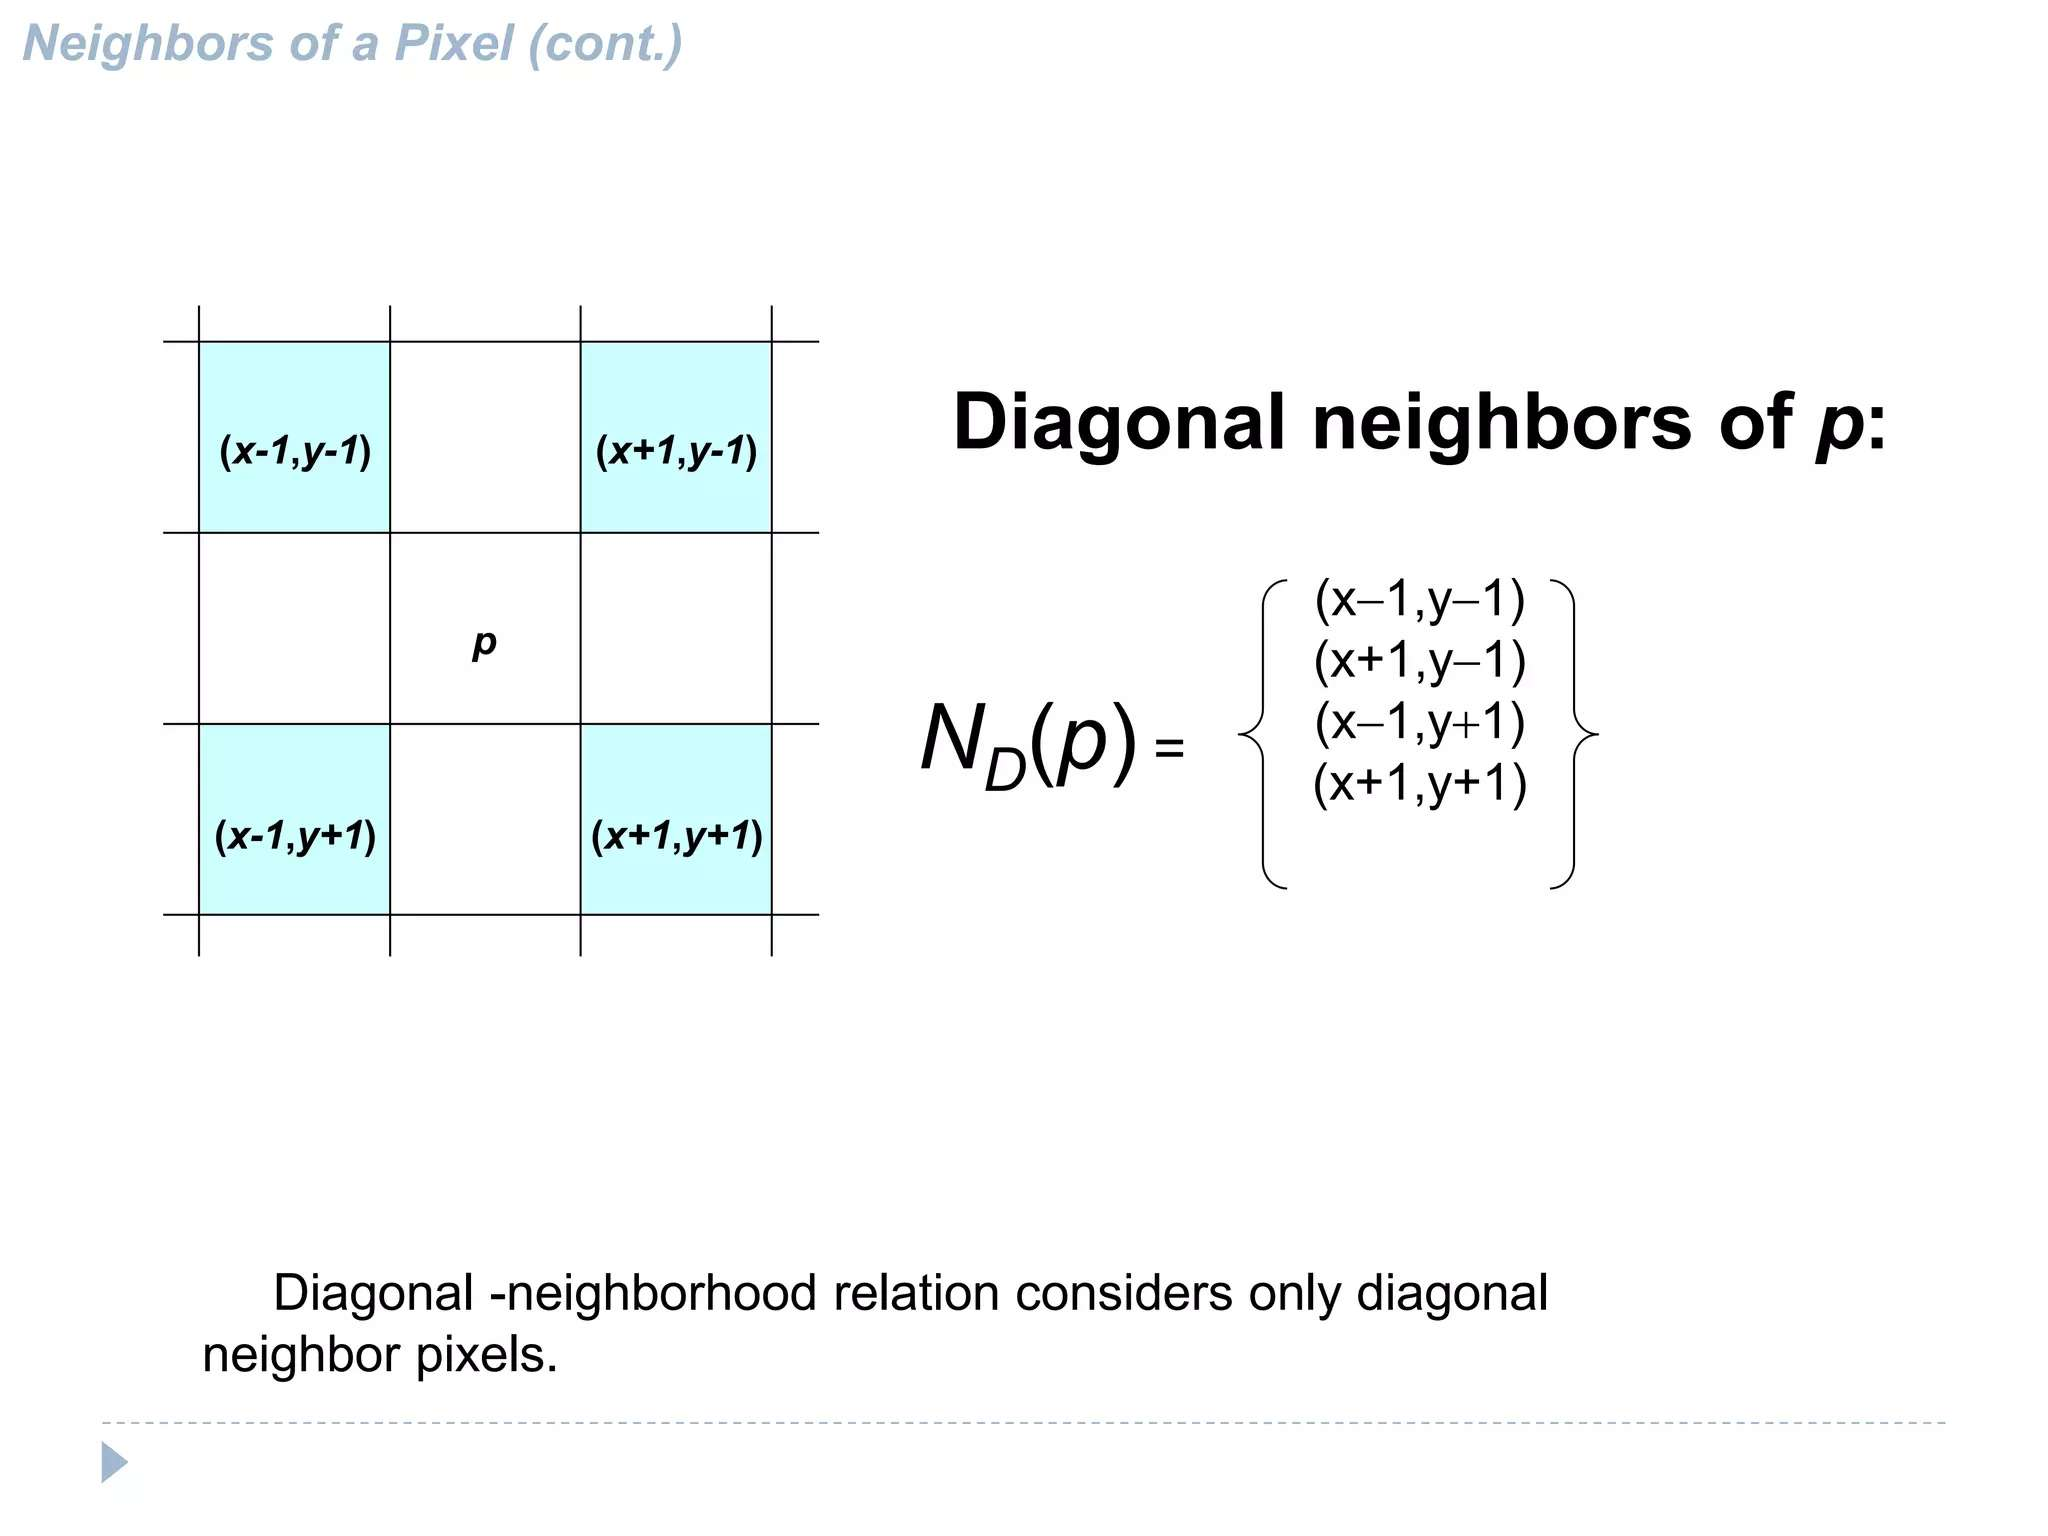 Neighbors of a Pixel (cont.)
(x-1,y-1) (x+1,y-1)
p
(x-1,y+1) (x+1,y+1)
Diagonal neighbors of p:
(x−1,y−1)
(x+1,y−1)
(x−1,y+1)
(x+1,y+1)
ND(p) =
Diagonal -neighborhood relation considers only diagonal
neighbor pixels.